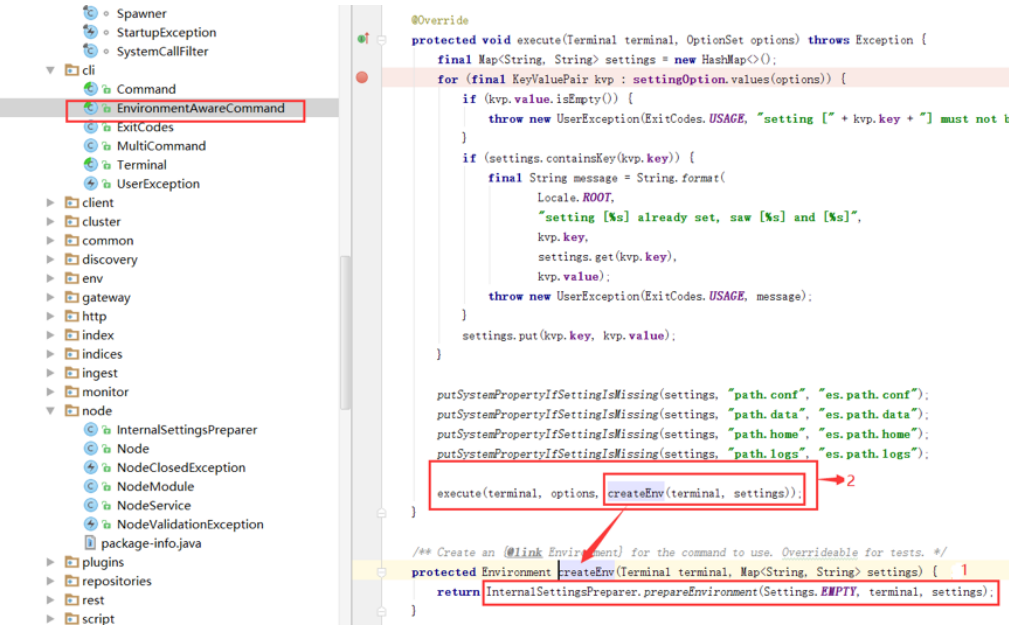 Spawner
StartupException
SystemCallFilter
cli
Command
EnvironmentAwareCommand
ExitCodes
MultiCommand
Terminal
UserException
client
cluster
common
discovery
env
gateway
http
index
indices
ingest
monitor
node
InternalSettingsPreparer
Node
NodeClosedException
NodeModule
NodeService
NodeValidationException
package-info.java
plugins
repositories
rest
script
@Override
protected void execute(Terminal terminal, OptionSet options) throws Exception {
final Map<String, String> settings = new HashMap<>();
for (final KeyValuePair kvp : settingOption.values(options)) {
if (kvp.value.isEmpty()) {
throw new UserException(ExitCodes.USAGE, "setting [" + kvp.key + "] must not b
}
if (settings.containsKey(kvp.key)) {
final String message = String.format(
Locale.ROOT,
"setting [%s] already set, saw [%s] and [%s]",
kvp.key,
settings.get(kvp.key),
kvp.value);
throw new UserException(ExitCodes.USAGE, message);
}
settings.put(kvp.key, kvp.value);
}
putSystemPropertyIfSettingIsMissing(settings, "path.conf", "es.path.conf");
putSystemPropertyIfSettingIsMissing(settings, "path.data", "es.path.data");
putSystemPropertyIfSettingIsMissing(settings, "path.home", "es.path.home");
putSystemPropertyIfSettingIsMissing(settings, "path.logs", "es.path.logs");
execute(terminal, options, createEnv(terminal, settings)); 2
}
/** Create an {@link Environment} for the command to use. Overrideable for tests. */
protected Environment createEnv(Terminal terminal, Map<String, String> settings) { 1
return InternalSettingsPreparer.prepareEnvironment(Settings.EMPTY, terminal, settings);
}